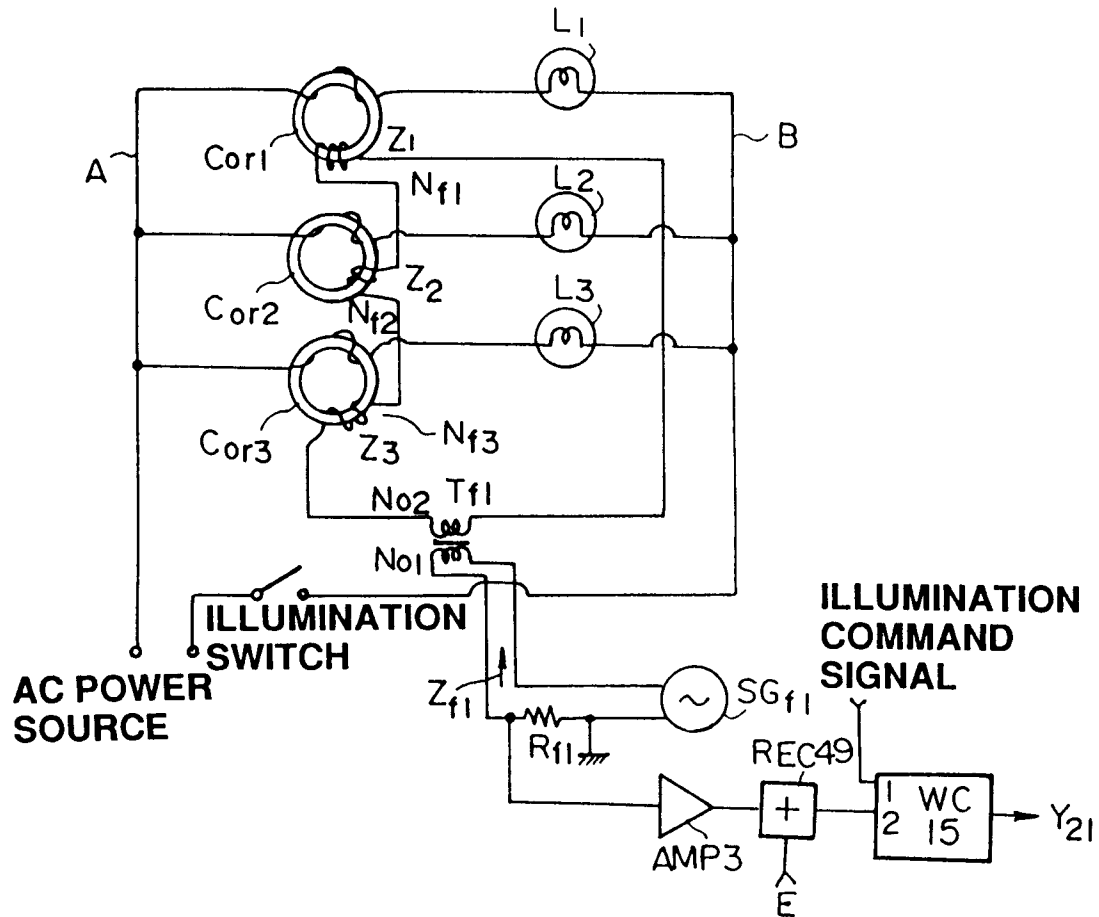 L1
A
Cor1
Z1
B
Nf1
L2
Cor2
Z2
Nf2
L3
Cor3
Z3
Nf3
No2
Tf1
No1
ILLUMINATION
SWITCH
AC POWER
SOURCE
ILLUMINATION
COMMAND
SIGNAL
Zf1
SGf1
Rf1
REC49
AMP3
+
E
1
2
WC
15
Y21